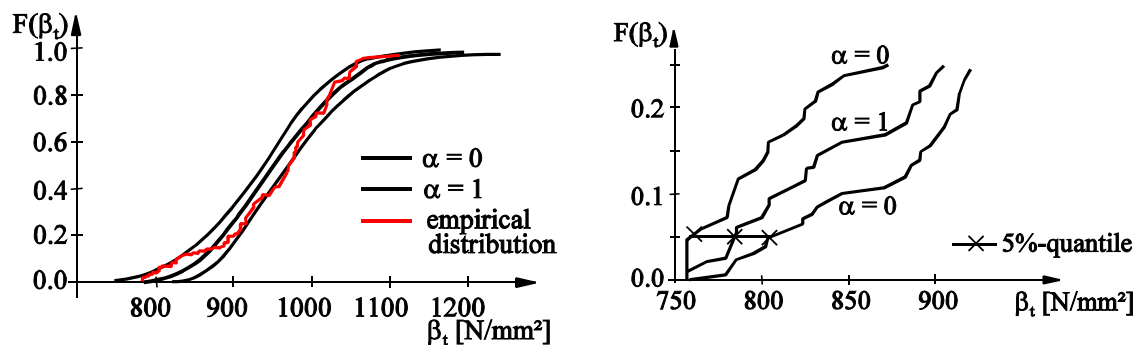 F(βₜ)
1.0
0.8
0.6
0.4
0.2
0.0
α = 0
α = 1
empirical
distribution
800
900
1000
1100
1200
βₜ [N/mm²]
F(βₜ)
0.2
0.1
0.0
α = 0
α = 1
α = 0
5%-quantile
750
800
850
900
βₜ [N/mm²]